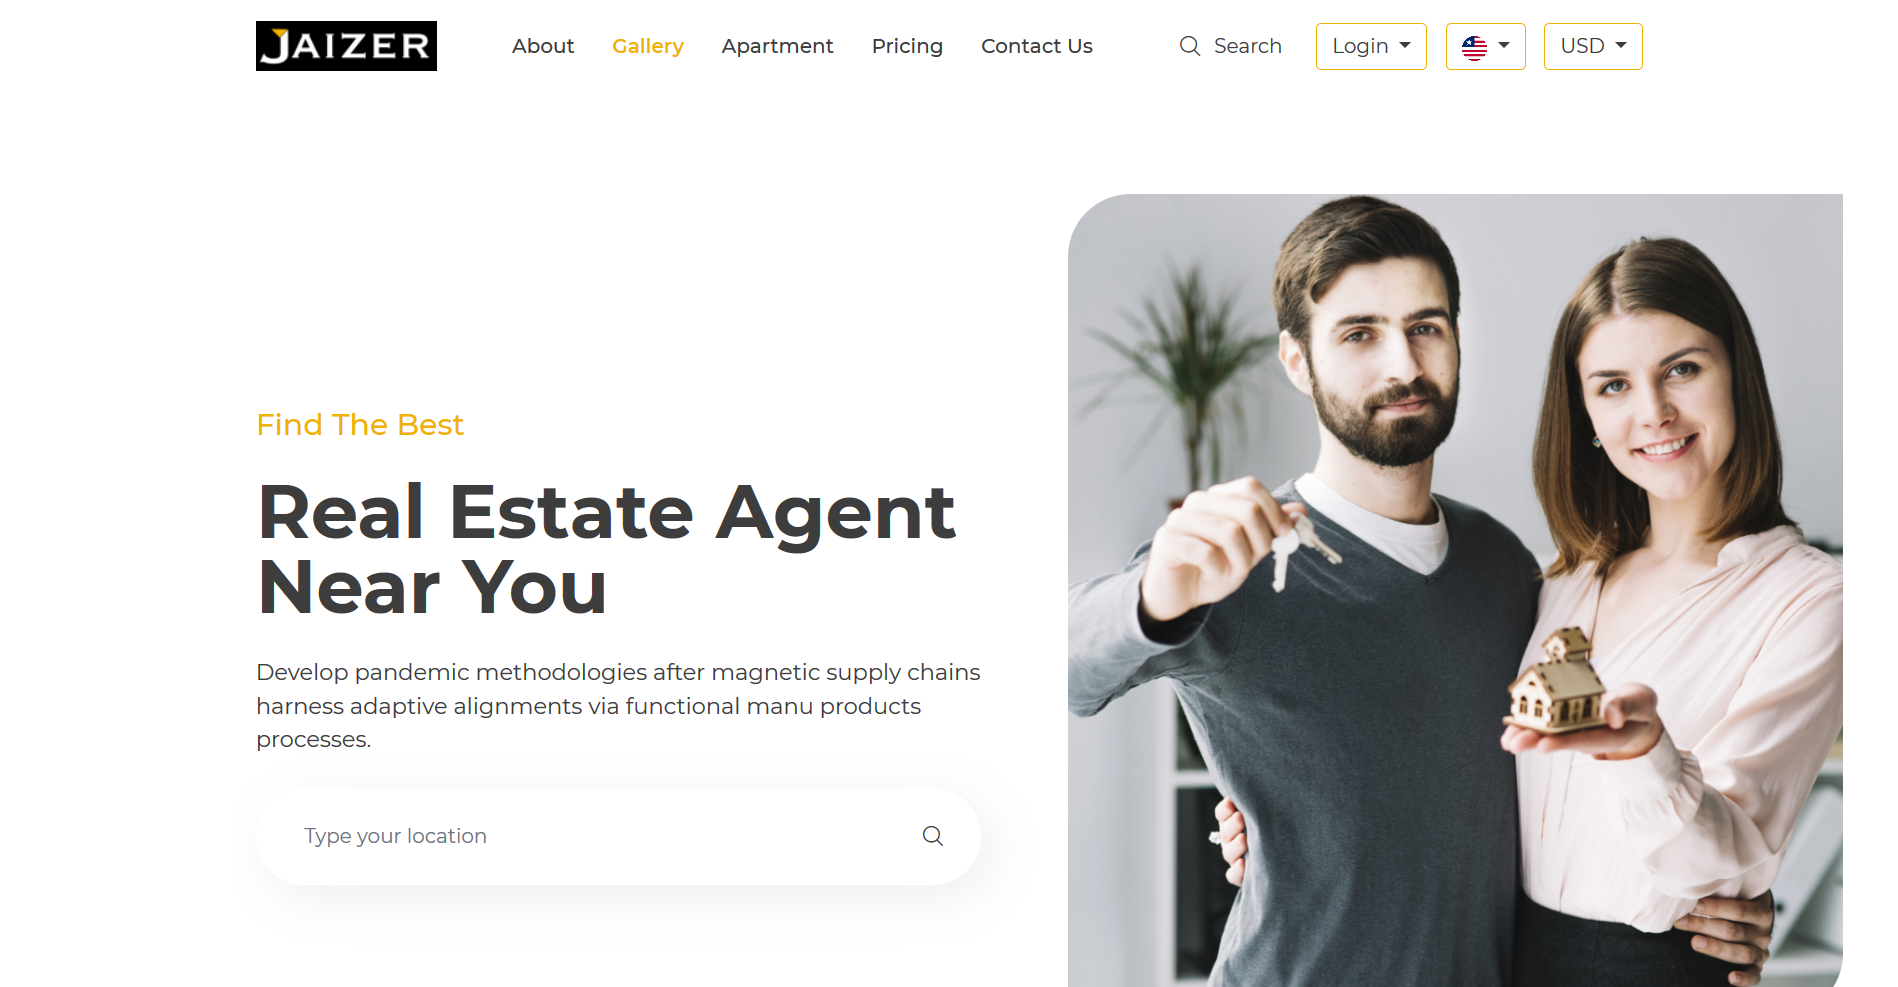 JAIZER
About Gallery Apartment Pricing Contact Us Search Login USD
Find The Best
Real Estate Agent
Near You
Develop pandemic methodologies after magnetic supply chains
harness adaptive alignments via functional manu products
processes.
Type your location